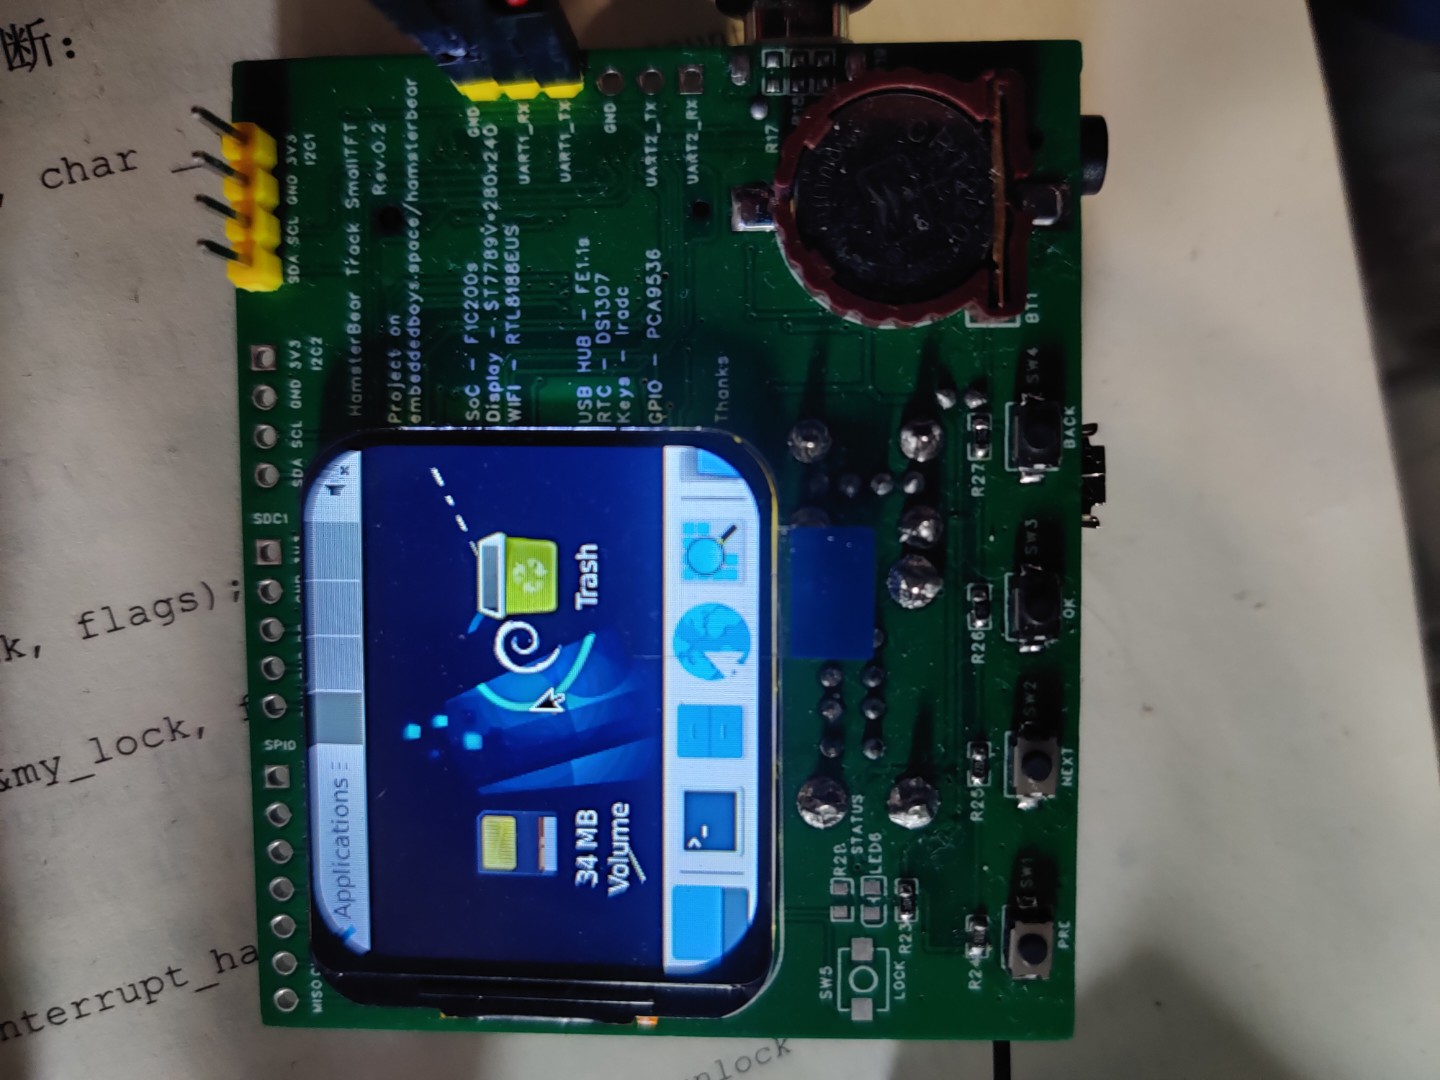 断:
char
k, flags);
&my_lock,
nterrupt_ha
nlock
MISO
SPI0
SDC1
SDA SCL GND 3V3
I2C2
SDA SCL GND 3V3
I2C1
Applications
34 MB
Volume
Trash
HamsterBear Track SmallTFT
Rev.0.2
Project on
embeddedboys.space/hamsterbear
SoC - F1C200s
Display - ST7789V*280x240
WIFI - RTL8188EUS
USB HUB - FE1.1s
RTC - DS1307
Keys - lradc
GPIO - PCA9536
Thanks
GND
UART1_RX
UART1_TX
GND
UART2_TX
UART2_RX
R17
SW5
LOCK
R28
STATUS
LED6
R23
R24
R25
R26
R27
SW1
SW2
SW3
SW4
BT1
PRE
NEXT
OK
BACK